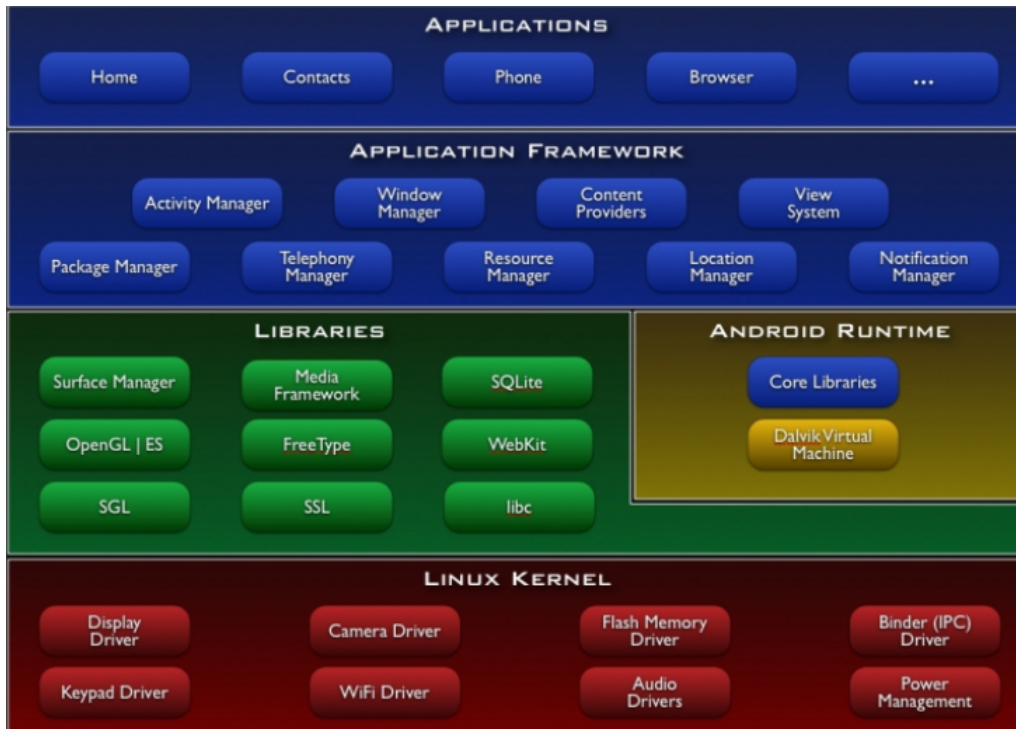 APPLICATIONS
Home
Contacts
Phone
Browser
...
APPLICATION FRAMEWORK
Activity Manager
Window
Manager
Content
Providers
View
System
Package Manager
Telephony
Manager
Resource
Manager
Location
Manager
Notification
Manager
LIBRARIES
Surface Manager
Media
Framework
SQLite
OpenGL | ES
FreeType
WebKit
SGL
SSL
libc
ANDROID RUNTIME
Core Libraries
Dalvik Virtual
Machine
LINUX KERNEL
Display
Driver
Camera Driver
Flash Memory
Driver
Binder (IPC)
Driver
Keypad Driver
WiFi Driver
Audio
Drivers
Power
Management